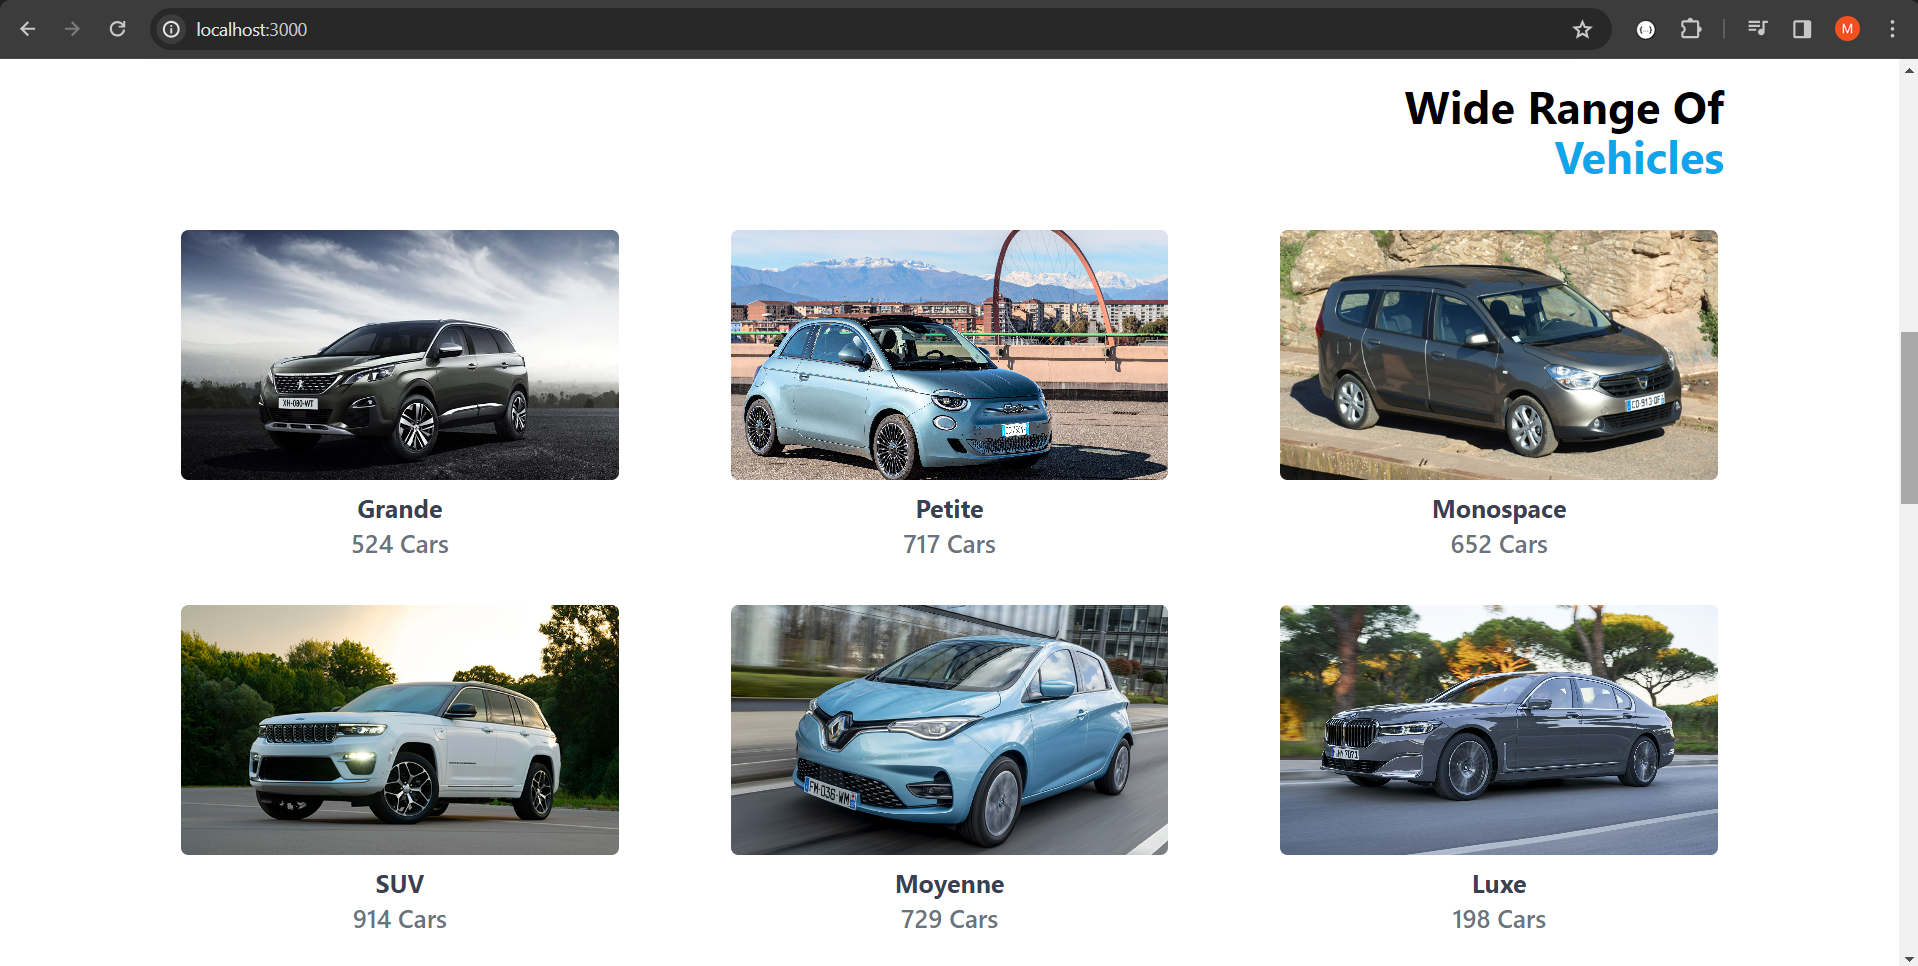 localhost:3000
M
Wide Range Of
Vehicles
XH-080-WT
CD-913-DF
Grande
Petite
Monospace
524 Cars
717 Cars
652 Cars
FM-036-WM
SUV
Moyenne
Luxe
914 Cars
729 Cars
198 Cars